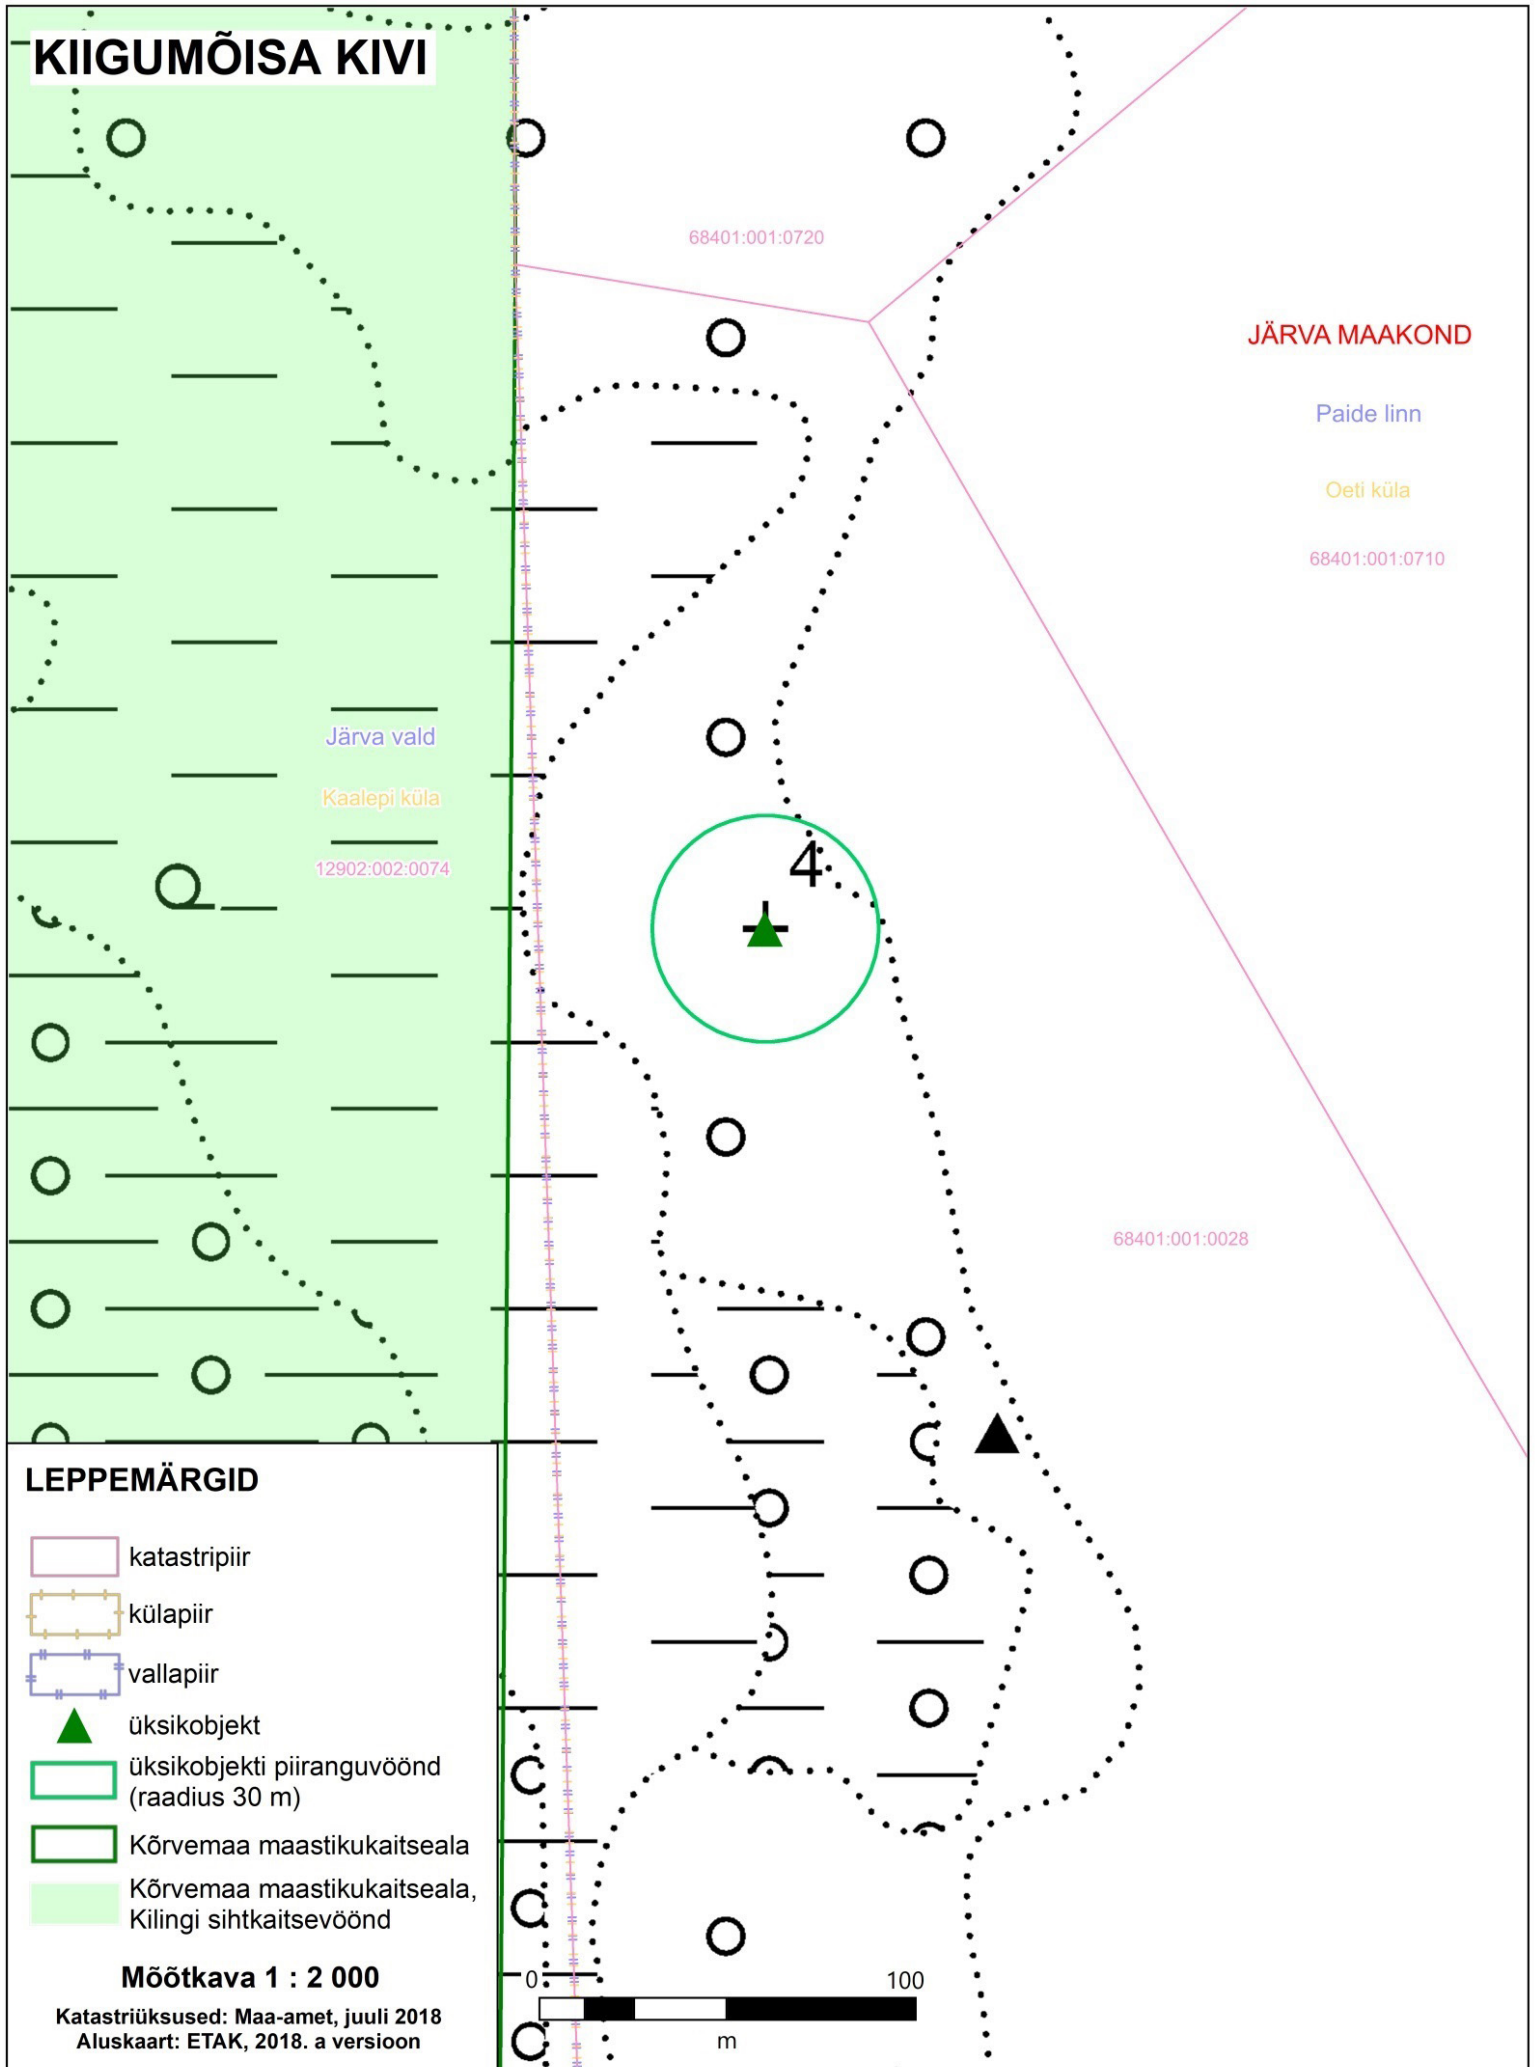 KIIGUMÕISA KIVI
68401:001:0720
JÄRVA MAAKOND
Paide linn
Oeti küla
68401:001:0710
Järva vald
Kaalepi küla
12902:002:0074
4
68401:001:0028
LEPPEMÄRGID
katastripiir
külapiir
vallapiir
üksikobjekt
üksikobjekti piiranguvöönd
(raadius 30 m)
Kõrvemaa maastikukaitseala
Kõrvemaa maastikukaitseala,
Kilingi sihtkaitsevöönd
Mõõtkava 1 : 2 000
Katastriüksused: Maa-amet, juuli 2018
Aluskaart: ETAK, 2018. a versioon
0 100
m